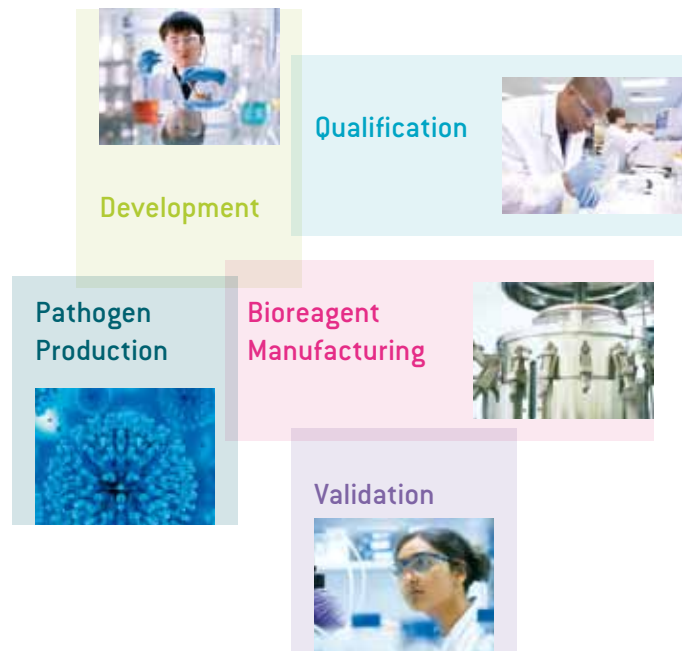 Qualification
Development
Pathogen
Production
Bioreagent
Manufacturing
Validation